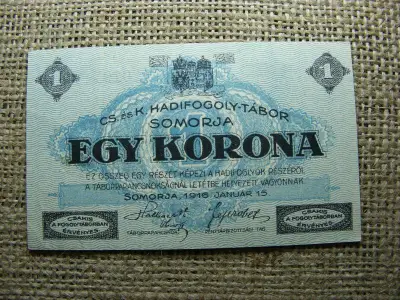 1 1
CS. ÉS K. HADIFOGOLY-TÁBOR
SOMORJA
EGY KORONA
EZ ÖSSZEG EGY RÉSZÉT KÉPEZI A HADIFOGLYOK RÉSZÉRŐL
A TÁBORPARANCSNOKSÁGNÁL LETÉTBE HELYEZETT VAGYONNAK.
SOMORJA, 1916 JANUÁR 15.
CSAKIS
A FOGOLYTÁBORBAN
ÉRVÉNYES
CSAKIS
A FOGOLYTÁBORBAN
ÉRVÉNYES